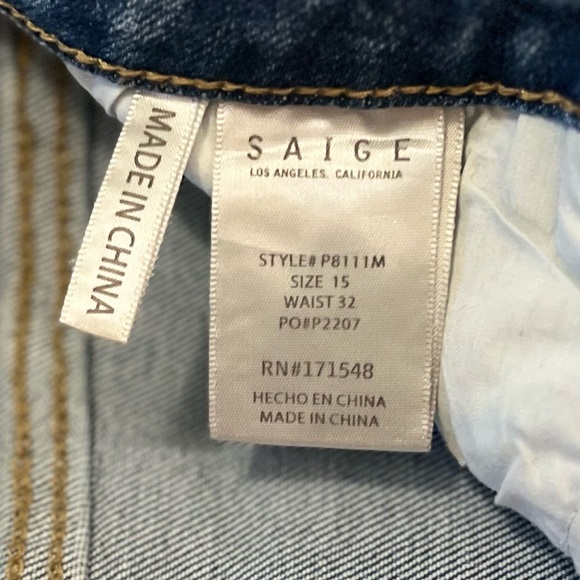 MADE IN CHINA
SAIGE
LOS ANGELES. CALIFORNIA
STYLE# P8111M
SIZE 15
WAIST 32
PO#P2207
RN#171548
HECHO EN CHINA
MADE IN CHINA